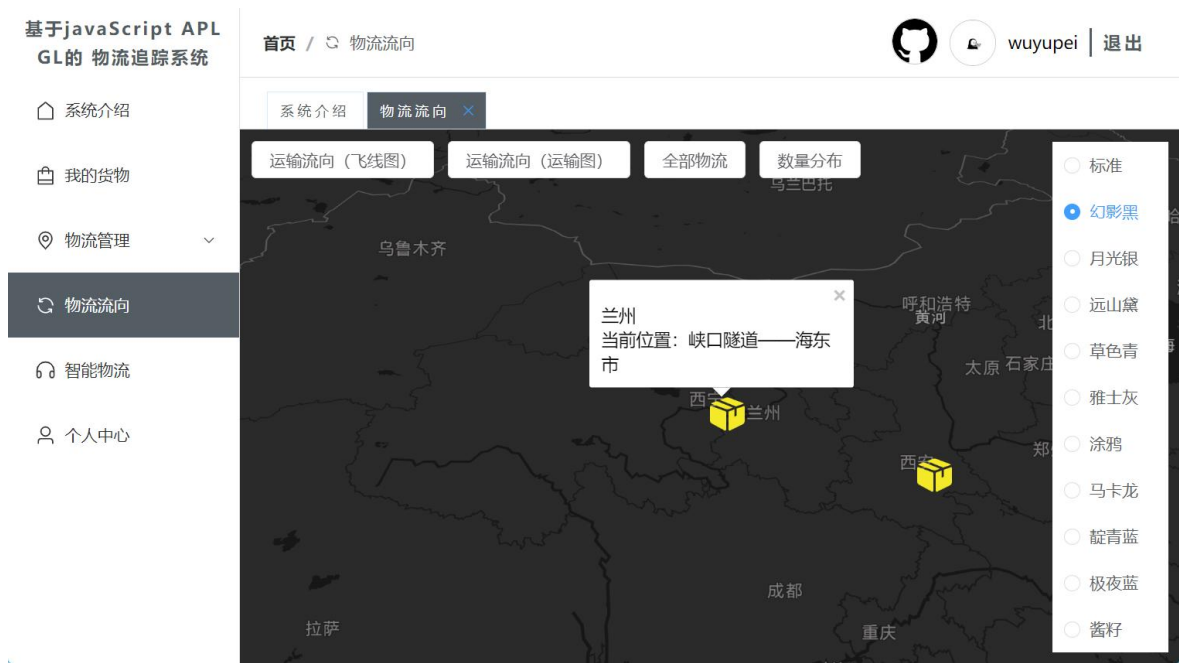 基于javaScript APL
GL的 物流追踪系统
首页 / 物流流向
wuyupei | 退出
系统介绍
我的货物
物流管理
物流流向
智能物流
个人中心
系统介绍
物流流向 ×
运输流向（飞线图）
运输流向（运输图）
全部物流
数量分布
标准
幻影黑
月光银
远山黛
草色青
雅士灰
涂鸦
马卡龙
靛青蓝
极夜蓝
酱籽
乌兰巴托
乌鲁木齐
兰州
当前位置：峡口隧道——海东
市
呼和浩特
黄河
北
太原
石家庄
西宁
兰州
西安
郑
成都
拉萨
重庆